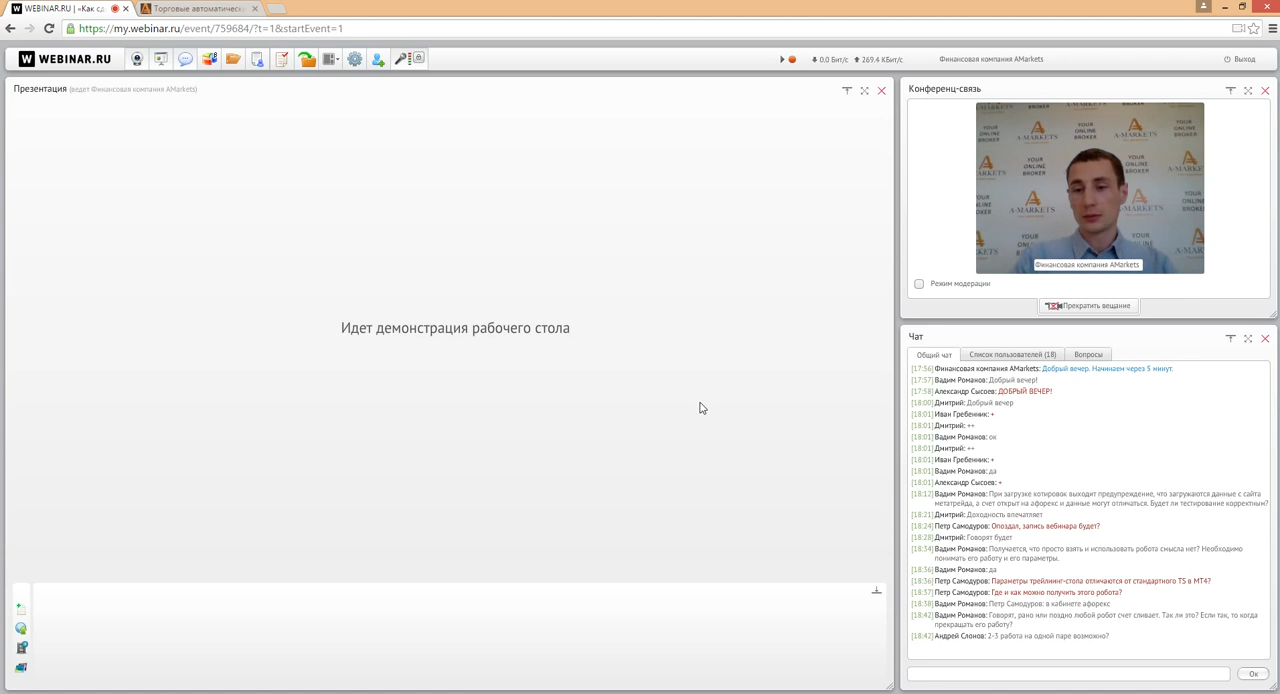 WEBINAR.RU | «Как сд
Торговые автоматическ
https://my.webinar.ru/event/759684/?t=1&startEvent=1
W WEBINAR.RU
0.0 Бит/с 269.4 КБит/с
Финансовая компания AMarkets
Выход
Презентация (ведет Финансовая компания AMarkets)
Идет демонстрация рабочего стола
Конференц-связь
YOUR ONLINE BROKER
A-MARKETS
Финансовая компания AMarkets
Режим модерации
Прекратить вещание
Чат
Общий чат
Список пользователей (18)
Вопросы
[17:56] Финансовая компания AMarkets: Добрый вечер. Начинаем через 5 минут.
[17:57] Вадим Романов: Добрый вечер!
[17:58] Александр Сысоев: ДОБРЫЙ ВЕЧЕР!
[18:00] Дмитрий: Добрый вечер
[18:01] Иван Гребенник: +
[18:01] Дмитрий: ++
[18:01] Вадим Романов: ок
[18:01] Дмитрий: ++
[18:01] Иван Гребенник: +
[18:01] Вадим Романов: да
[18:01] Александр Сысоев: +
[18:12] Вадим Романов: При загрузке котировок выходит предупреждение, что загружаются данные с сайта
метатрейда, а счет открыт на афорекс и данные могут отличаться. Будет ли тестирование корректным?
[18:21] Дмитрий: Доходность впечатляет
[18:24] Петр Самодуров: Опоздал, запись вебинара будет?
[18:28] Дмитрий: Говорят будет
[18:34] Вадим Романов: Получается, что просто взять и использовать робота смысла нет? Необходимо
понимать его работу и его параметры.
[18:36] Вадим Романов: да
[18:36] Петр Самодуров: Параметры трейлинг-стопа отличаются от стандартного TS в МТ4?
[18:37] Петр Самодуров: Где и как можно получить этого робота?
[18:38] Вадим Романов: Петр Самодуров: в кабинете афорекс
[18:42] Вадим Романов: Говорят, рано или поздно любой робот счет сливает. Так ли это? Если так, то когда
прекращать его работу?
[18:42] Андрей Слонов: 2-3 работа на одной паре возможно?
Ок